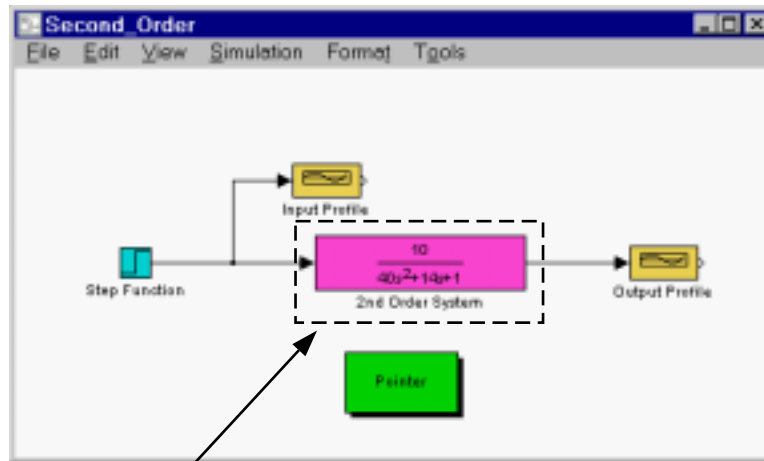 Second_Order
File Edit View Simulation Format Tools
Input Profile
10
40s²+14s+1
Step Function
2nd Order System
Output Profile
Pointer